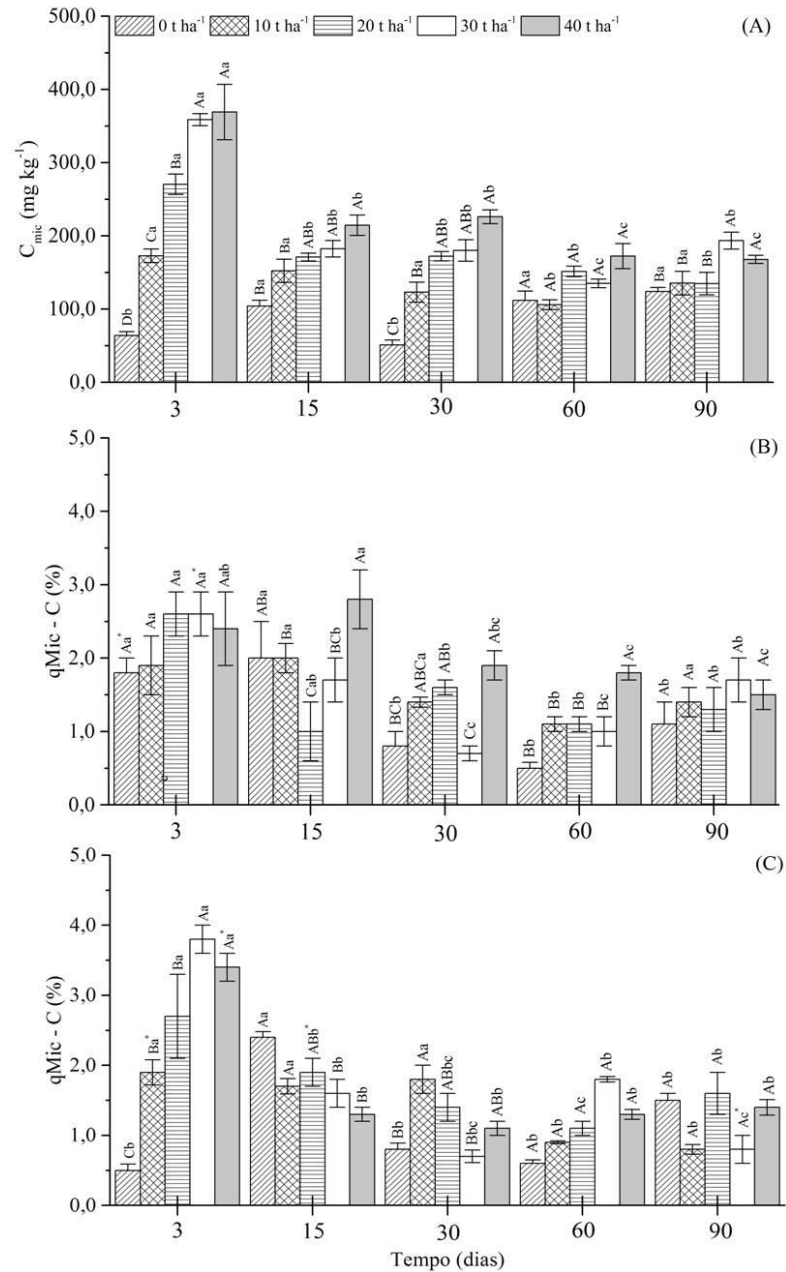 500,0
0 t ha⁻¹ 10 t ha⁻¹ 20 t ha⁻¹ 30 t ha⁻¹ 40 t ha⁻¹
(A)
400,0
300,0
200,0
100,0
0,0
C_mic (mg kg⁻¹)
Db Ca Ba Aa Aa
Ba Ba ABb ABb Ab
Cb Ba ABb ABb Ab
Aa Ab Ab Ac Ac
Ba Ba Bb Ab Ac
3 15 30 60 90
(B)
5,0
4,0
3,0
2,0
1,0
0,0
qMic - C (%)
Aa* Aa Aa Aa* Aab
ABa Ba Cab BCb Aa
BCb ABCa ABb Cc Abc
Bb Bb Bb Bc Ac
Ab Aa Ab Ab Ac
3 15 30 60 90
(C)
5,0
4,0
3,0
2,0
1,0
0,0
qMic - C (%)
Cb Ba* Ba Aa Aa*
Aa Aa ABb* Bb Bb
Bb Aa ABbc Bbc ABb
Ab Ab Ac Ab Ab
Ab Ab Ab Ac* Ab
3 15 30 60 90
Tempo (dias)